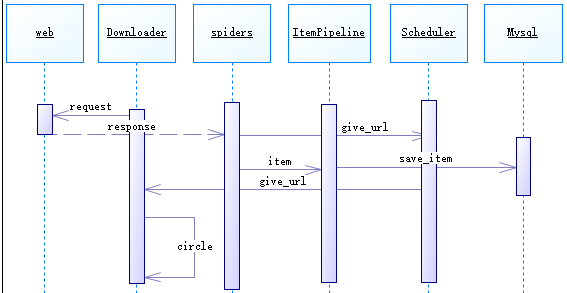 web
Downloader
spiders
ItemPipeline
Scheduler
Mysql
request
response
give_url
item
save_item
give_url
circle